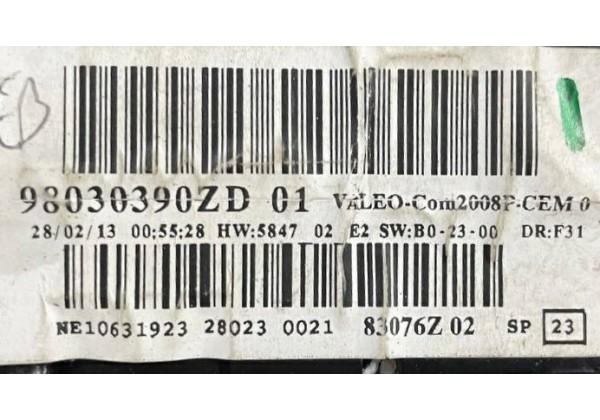 98030390ZD 01 VALEO-Com2008P-CEM 0
28/02/13 00:55:28 HW:5847 02 E2 SW:B0-23-00 DR:F31
NE10631923 28023 0021 83076Z 02 SP 23